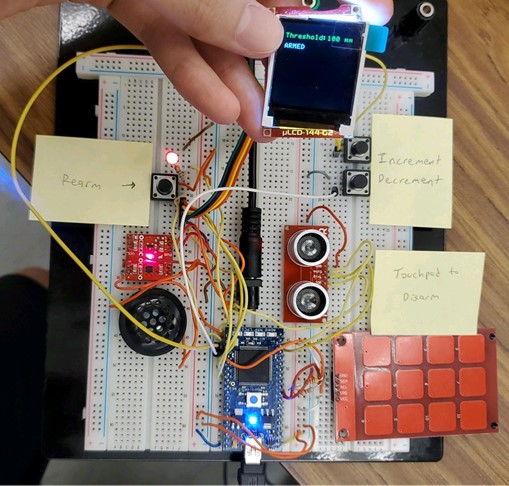 Threshold:100 mm
ARMED
µLCD-144-G2
Rearm →
Increment
Decrement
Touchpad to
Disarm